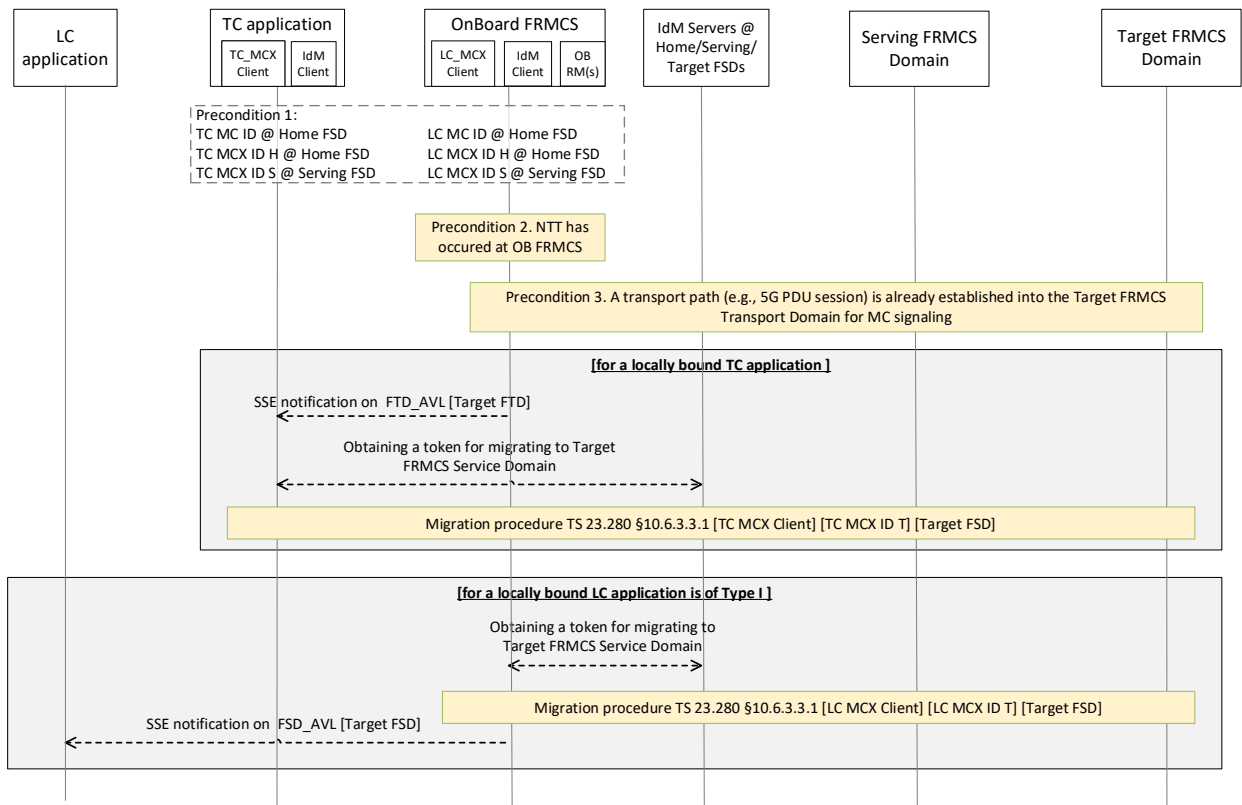 LC
application
TC application
TC_MCX
Client
IdM
Client
OnBoard FRMCS
LC_MCX
Client
IdM
Client
OB
RM(s)
IdM Servers @
Home/Serving/
Target FSDs
Serving FRMCS
Domain
Target FRMCS
Domain
Precondition 1:
TC MC ID @ Home FSD LC MC ID @ Home FSD
TC MCX ID H @ Home FSD LC MCX ID H @ Home FSD
TC MCX ID S @ Serving FSD LC MCX ID S @ Serving FSD
Precondition 2. NTT has
occured at OB FRMCS
Precondition 3. A transport path (e.g., 5G PDU session) is already established into the Target FRMCS
Transport Domain for MC signaling
[for a locally bound TC application ]
SSE notification on FTD_AVL [Target FTD]
Obtaining a token for migrating to Target
FRMCS Service Domain
Migration procedure TS 23.280 §10.6.3.3.1 [TC MCX Client] [TC MCX ID T] [Target FSD]
[for a locally bound LC application is of Type I ]
Obtaining a token for migrating to
Target FRMCS Service Domain
Migration procedure TS 23.280 §10.6.3.3.1 [LC MCX Client] [LC MCX ID T] [Target FSD]
SSE notification on FSD_AVL [Target FSD]